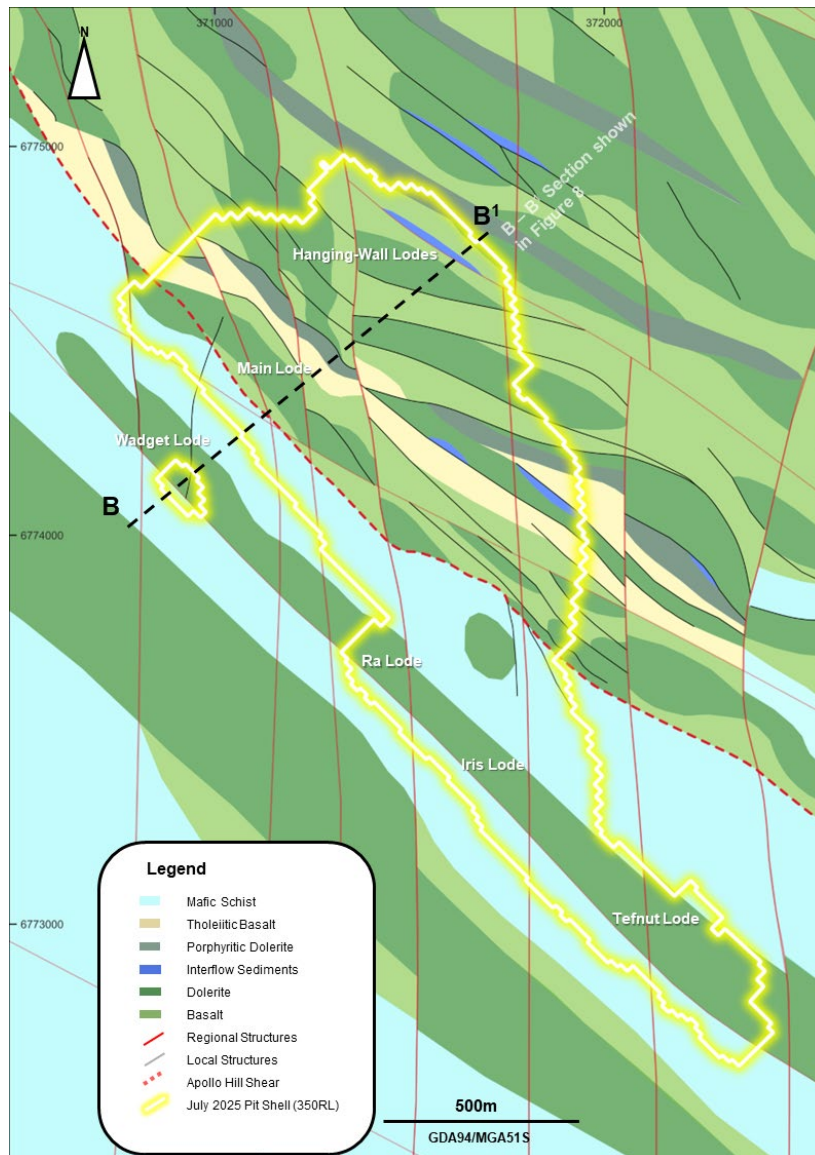 371000
372000
N
6775000
B – B¹ Section shown
in Figure 8
B¹
Hanging-Wall Lodes
Main Lode
Wadget Lode
B
6774000
Ra Lode
Iris Lode
Tefnut Lode
6773000
Legend
Mafic Schist
Tholeiitic Basalt
Porphyritic Dolerite
Interflow Sediments
Dolerite
Basalt
Regional Structures
Local Structures
Apollo Hill Shear
July 2025 Pit Shell (350RL)
500m
GDA94/MGA51S